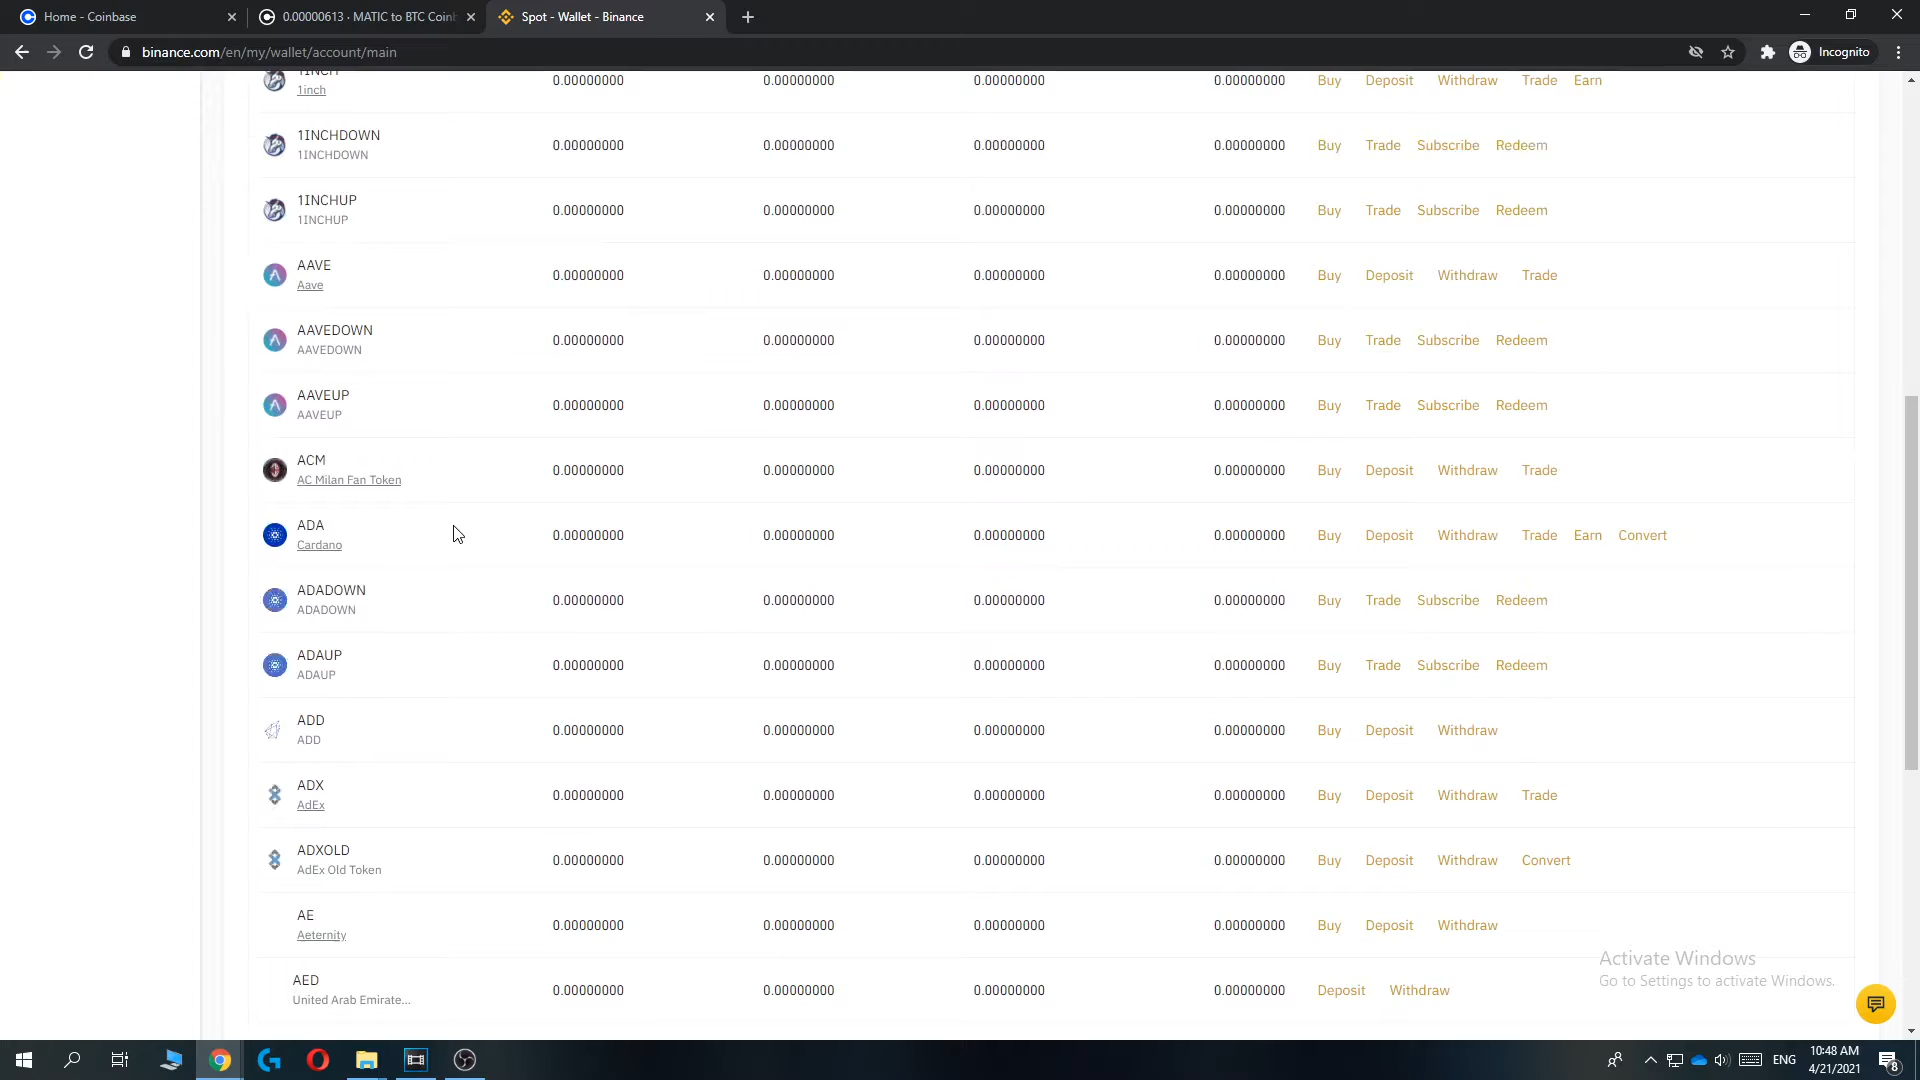 Home - Coinbase
0.00000613 · MATIC to BTC Coinb
Spot - Wallet - Binance
binance.com/en/my/wallet/account/main
Incognito
1INCH
1inch
0.00000000 0.00000000 0.00000000 0.00000000 Buy Deposit Withdraw Trade Earn
1INCHDOWN
1INCHDOWN
0.00000000 0.00000000 0.00000000 0.00000000 Buy Trade Subscribe Redeem
1INCHUP
1INCHUP
0.00000000 0.00000000 0.00000000 0.00000000 Buy Trade Subscribe Redeem
AAVE
Aave
0.00000000 0.00000000 0.00000000 0.00000000 Buy Deposit Withdraw Trade
AAVEDOWN
AAVEDOWN
0.00000000 0.00000000 0.00000000 0.00000000 Buy Trade Subscribe Redeem
AAVEUP
AAVEUP
0.00000000 0.00000000 0.00000000 0.00000000 Buy Trade Subscribe Redeem
ACM
AC Milan Fan Token
0.00000000 0.00000000 0.00000000 0.00000000 Buy Deposit Withdraw Trade
ADA
Cardano
0.00000000 0.00000000 0.00000000 0.00000000 Buy Deposit Withdraw Trade Earn Convert
ADADOWN
ADADOWN
0.00000000 0.00000000 0.00000000 0.00000000 Buy Trade Subscribe Redeem
ADAUP
ADAUP
0.00000000 0.00000000 0.00000000 0.00000000 Buy Trade Subscribe Redeem
ADD
ADD
0.00000000 0.00000000 0.00000000 0.00000000 Buy Deposit Withdraw
ADX
AdEx
0.00000000 0.00000000 0.00000000 0.00000000 Buy Deposit Withdraw Trade
ADXOLD
AdEx Old Token
0.00000000 0.00000000 0.00000000 0.00000000 Buy Deposit Withdraw Convert
AE
Aeternity
0.00000000 0.00000000 0.00000000 0.00000000 Buy Deposit Withdraw
AED
United Arab Emirate...
0.00000000 0.00000000 0.00000000 0.00000000 Deposit Withdraw
Activate Windows
Go to Settings to activate Windows.
ENG
10:48 AM
4/21/2021
8